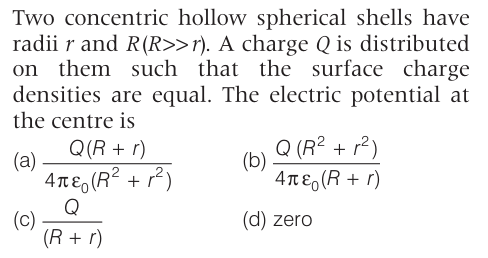 Two concentric hollow spherical shells have
radii r and R(R>>r). A charge Q is distributed
on them such that the surface charge
densities are equal. The electric potential at
the centre is
(a) Q(R + r) / 4πε₀(R² + r²) (b) Q(R² + r²) / 4πε₀(R + r)
(c) Q / (R + r) (d) zero